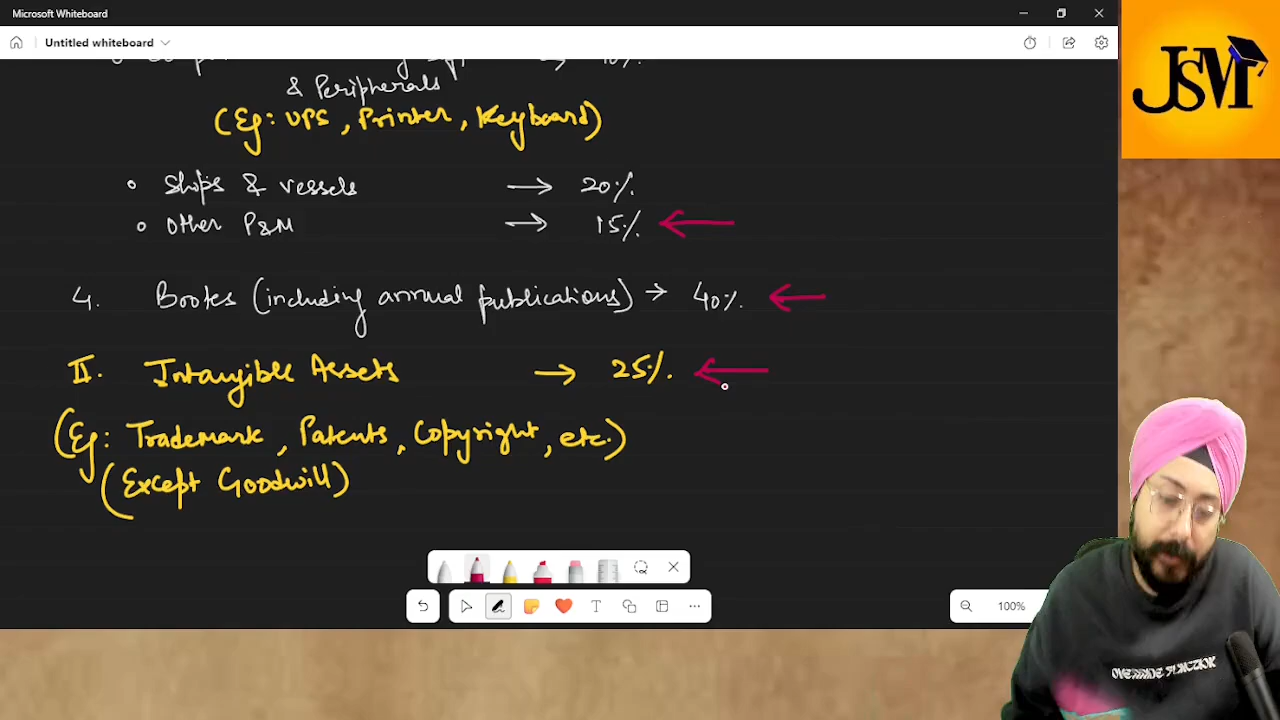 Microsoft Whiteboard
Untitled whiteboard
JSM
& Peripherals
(Eg: UPS, Printer, Keyboard)
• Ships & vessels → 20%
• Other P&M → 15%
4. Books (including annual publications) → 40%
II. Intangible Assets → 25%
(Eg: Trademark, Patents, Copyright, etc.)
(Except Goodwill)
100%